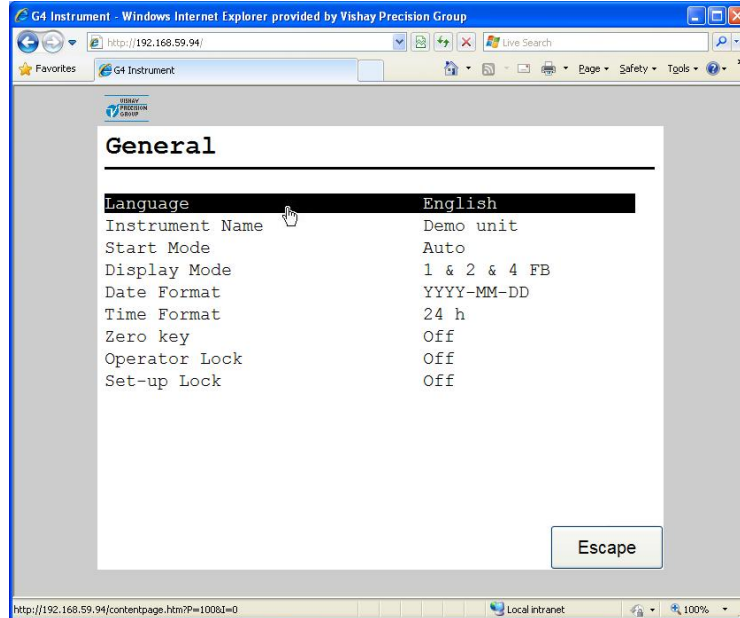 G4 Instrument - Windows Internet Explorer provided by Vishay Precision Group
http://192.168.59.94/
Live Search
Favorites G4 Instrument Page Safety Tools
VISHAY
PRECISION
GROUP
General
Language English
Instrument Name Demo unit
Start Mode Auto
Display Mode 1 & 2 & 4 FB
Date Format YYYY-MM-DD
Time Format 24 h
Zero key Off
Operator Lock Off
Set-up Lock Off
Escape
http://192.168.59.94/contentpage.htm?P=100&I=0 Local intranet 100%